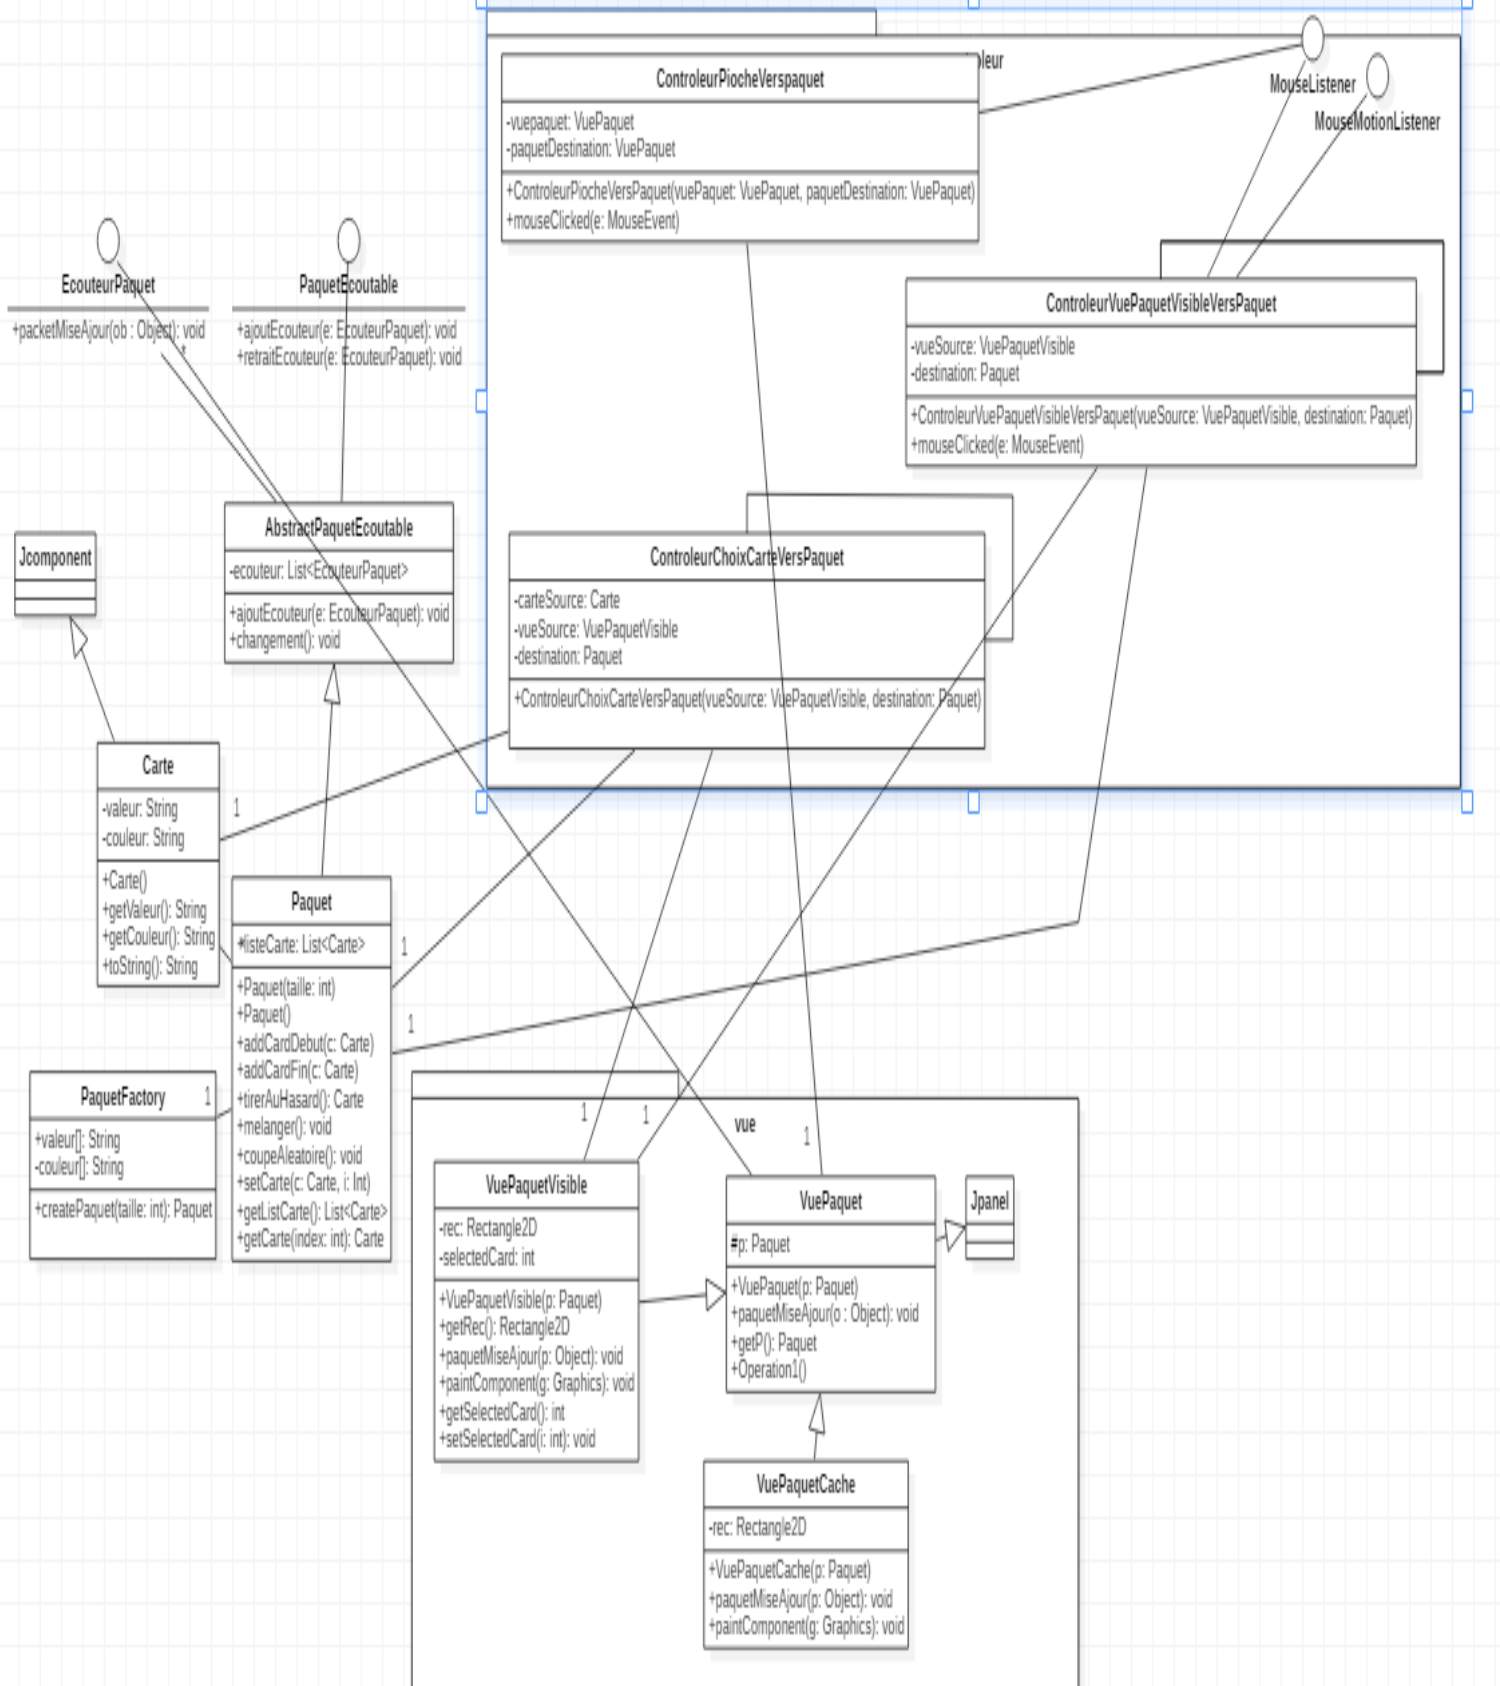 ControleurPiocheVerspaquet
-vuepaquet: VuePaquet
-paquetDestination: VuePaquet
+ControleurPiocheVersPaquet(vuePaquet: VuePaquet, paquetDestination: VuePaquet)
+mouseClicked(e: MouseEvent)
oleur
MouseListener
MouseMotionListener
EcouteurPaquet
+packetMiseAjour(ob : Object): void
*
PaquetEcoutable
+ajoutEcouteur(e: EcouteurPaquet): void
+retraitEcouteur(e: EcouteurPaquet): void
ControleurVuePaquetVisibleVersPaquet
-vueSource: VuePaquetVisible
-destination: Paquet
+ControleurVuePaquetVisibleVersPaquet(vueSource: VuePaquetVisible, destination: Paquet)
+mouseClicked(e: MouseEvent)
AbstractPaquetEcoutable
-ecouteur: List<EcouteurPaquet>
+ajoutEcouteur(e: EcouteurPaquet): void
+changement(): void
Jcomponent
ControleurChoixCarteVersPaquet
-carteSource: Carte
-vueSource: VuePaquetVisible
-destination: Paquet
+ControleurChoixCarteVersPaquet(vueSource: VuePaquetVisible, destination: Paquet)
Carte
-valeur: String
-couleur: String
+Carte()
+getValeur(): String
+getCouleur(): String
+toString(): String
1
Paquet
listeCarte: List<Carte>
+Paquet(taille: int)
+Paquet()
+addCardDebut(c: Carte)
+addCardFin(c: Carte)
+tirerAuHasard(): Carte
+melanger(): void
+coupeAleatoire(): void
+setCarte(c: Carte, i: Int)
+getListCarte(): List<Carte>
+getCarte(index: int): Carte
1
1
PaquetFactory
1
+valeur[]: String
-couleur[]: String
+createPaquet(taille: int): Paquet
vue
1
1
1
VuePaquetVisible
-rec: Rectangle2D
-selectedCard: int
+VuePaquetVisible(p: Paquet)
+getRec(): Rectangle2D
+paquetMiseAjour(p: Object): void
+paintComponent(g: Graphics): void
+getSelectedCard(): int
+setSelectedCard(i: int): void
VuePaquet
#p: Paquet
+VuePaquet(p: Paquet)
+paquetMiseAjour(o : Object): void
+getP(): Paquet
+Operation1()
Jpanel
VuePaquetCache
-rec: Rectangle2D
+VuePaquetCache(p: Paquet)
+paquetMiseAjour(p: Object): void
+paintComponent(g: Graphics): void